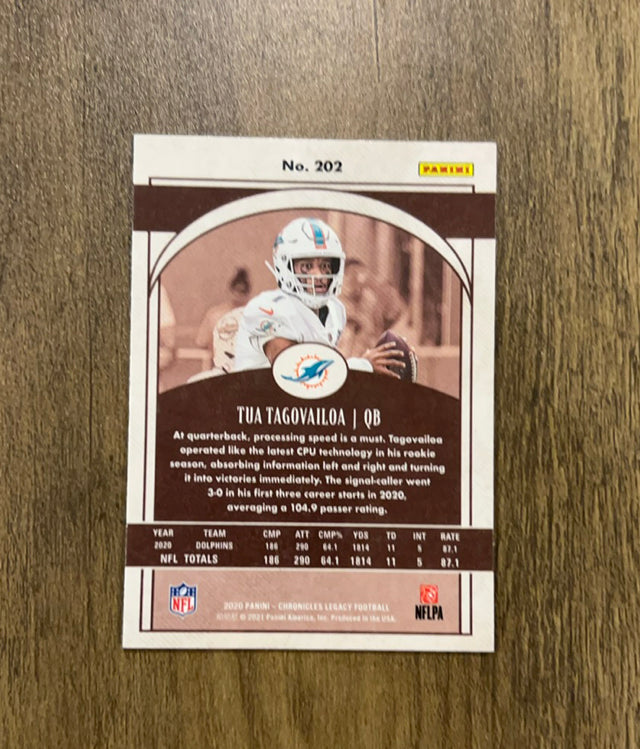 No. 202
PANINI
TUA TAGOVAILOA | QB
At quarterback, processing speed is a must. Tagovailoa
operated like the latest CPU technology in his rookie
season, absorbing information left and right and turning
it into victories immediately. The signal-caller went
3-0 in his first three career starts in 2020,
averaging a 104.9 passer rating.
YEAR TEAM CMP ATT CMP% YDS TD INT RATE
2020 DOLPHINS 186 290 64.1 1814 11 5 87.1
NFL TOTALS 186 290 64.1 1814 11 5 87.1
NFL
2020 PANINI - CHRONICLES LEGACY FOOTBALL
© 2021 Panini America, Inc. Produced in the USA.
NFLPA